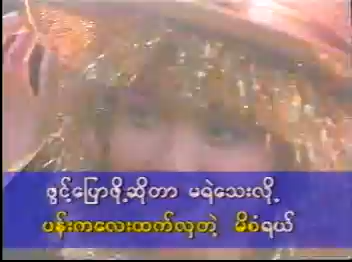 ဖွင့်ပြောဖို့ဆိုတာ မရဲသေးလို့
ပန်းကလေးထက်လှတဲ့ မိစံရယ်